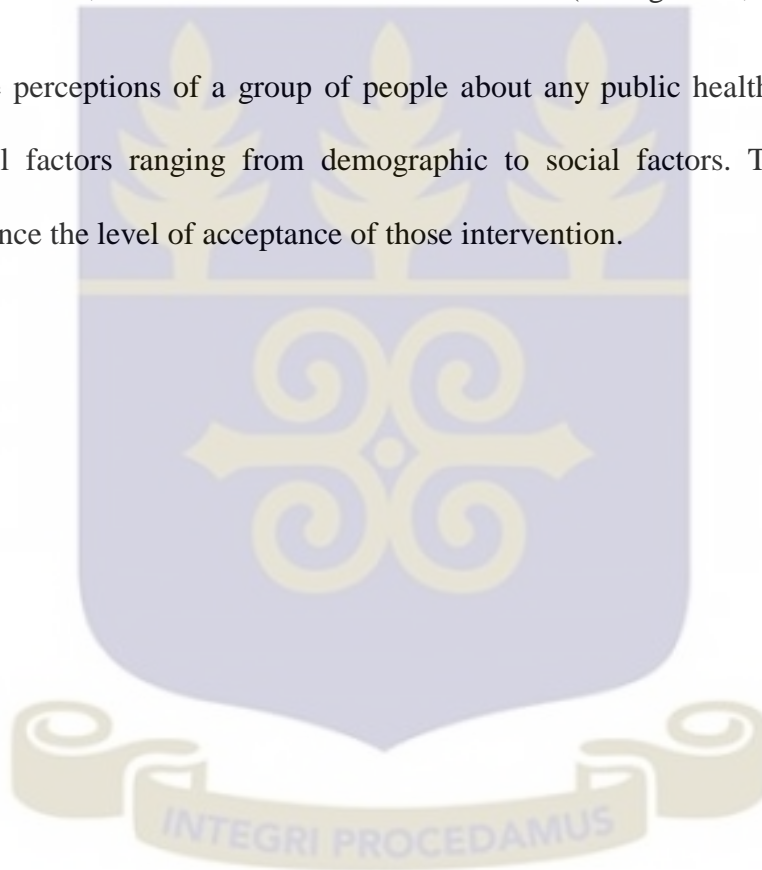 perceptions of a group of people about any public health
factors ranging from demographic to social factors.
the level of acceptance of those intervention.
INTEGRI PROCEDAMUS